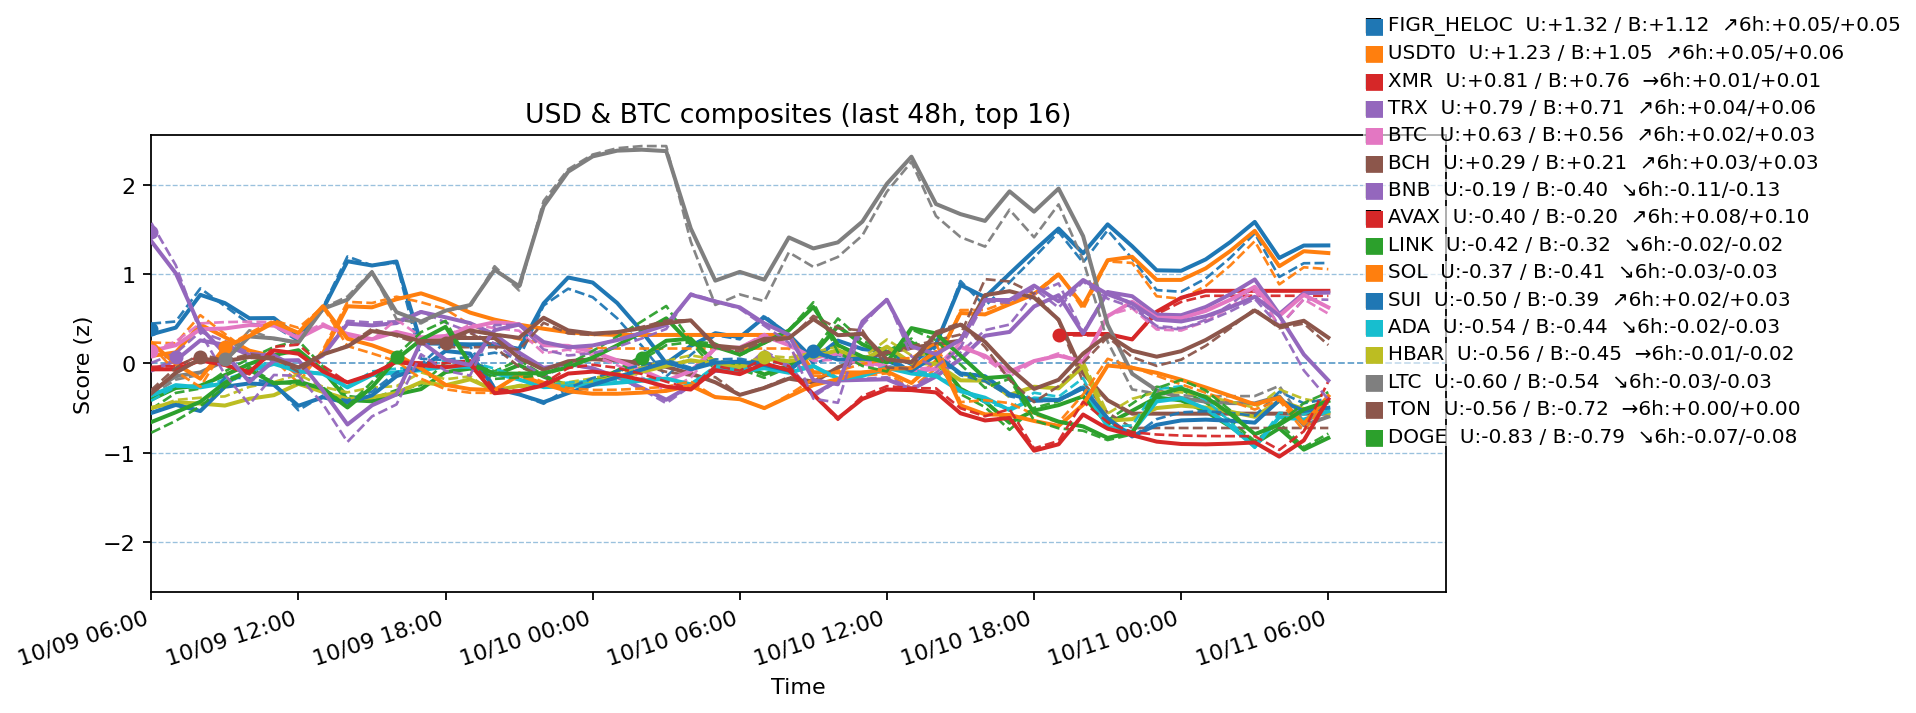 FIGR_HELOC  U:+1.32 / B:+1.12  ↗6h:+0.05/+0.05
USDT0  U:+1.23 / B:+1.05  ↗6h:+0.05/+0.06
XMR  U:+0.81 / B:+0.76  →6h:+0.01/+0.01
TRX  U:+0.79 / B:+0.71  ↗6h:+0.04/+0.06
BTC  U:+0.63 / B:+0.56  ↗6h:+0.02/+0.03
BCH  U:+0.29 / B:+0.21  ↗6h:+0.03/+0.03
BNB  U:-0.19 / B:-0.40  ↘6h:-0.11/-0.13
AVAX  U:-0.40 / B:-0.20  ↗6h:+0.08/+0.10
LINK  U:-0.42 / B:-0.32  ↘6h:-0.02/-0.02
SOL  U:-0.37 / B:-0.41  ↘6h:-0.03/-0.03
SUI  U:-0.50 / B:-0.39  ↗6h:+0.02/+0.03
ADA  U:-0.54 / B:-0.44  ↘6h:-0.02/-0.03
HBAR  U:-0.56 / B:-0.45  →6h:-0.01/-0.02
LTC  U:-0.60 / B:-0.54  ↘6h:-0.03/-0.03
TON  U:-0.56 / B:-0.72  →6h:+0.00/+0.00
DOGE  U:-0.83 / B:-0.79  ↘6h:-0.07/-0.08
USD & BTC composites (last 48h, top 16)
Score (z)
2
1
0
−1
−2
10/09 06:00
10/09 12:00
10/09 18:00
10/10 00:00
10/10 06:00
10/10 12:00
10/10 18:00
10/11 00:00
10/11 06:00
Time